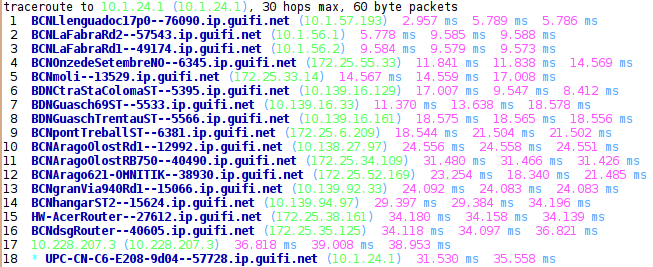 traceroute to 10.1.24.1 (10.1.24.1), 30 hops max, 60 byte packets
1 BCNLlenguadoc17p0--76090.ip.guifi.net (10.1.57.193) 2.957 ms 5.789 ms 5.786 ms
2 BCNLaFabraRd2--57543.ip.guifi.net (10.1.56.1) 5.778 ms 9.585 ms 9.588 ms
3 BCNLaFabraRd1--49174.ip.guifi.net (10.1.56.2) 9.584 ms 9.579 ms 9.573 ms
4 BCNOnzedeSetembreNO--6345.ip.guifi.net (172.25.55.33) 11.841 ms 11.838 ms 14.569 ms
5 BCNmoli--13529.ip.guifi.net (172.25.33.14) 14.567 ms 14.559 ms 17.008 ms
6 BDNCtraStaColomaST--5395.ip.guifi.net (10.139.16.129) 17.007 ms 9.547 ms 8.412 ms
7 BDNGuasch69ST--5533.ip.guifi.net (10.139.16.33) 11.370 ms 13.638 ms 18.578 ms
8 BDNGuaschTrentauST--5566.ip.guifi.net (10.139.16.161) 18.575 ms 18.565 ms 18.556 ms
9 BCNpontTreballST--6381.ip.guifi.net (172.25.6.209) 18.544 ms 21.504 ms 21.502 ms
10 BCNAragoOlostRd1--12992.ip.guifi.net (10.138.27.97) 24.556 ms 24.558 ms 24.551 ms
11 BCNAragoOlostRB750--40490.ip.guifi.net (172.25.34.109) 31.480 ms 31.466 ms 31.426 ms
12 BCNArago621-OMNITIK--38930.ip.guifi.net (172.25.52.169) 23.254 ms 18.340 ms 21.485 ms
13 BCNgranVia940Rd1--15066.ip.guifi.net (10.139.92.33) 24.092 ms 24.083 ms 24.083 ms
14 BCNhangarST2--15624.ip.guifi.net (10.139.94.97) 29.397 ms 29.384 ms 34.196 ms
15 HW-AcerRouter--27612.ip.guifi.net (172.25.38.161) 34.180 ms 34.158 ms 34.139 ms
16 BCNdsgRouter--40605.ip.guifi.net (172.25.35.125) 34.118 ms 34.097 ms 36.821 ms
17 10.228.207.3 (10.228.207.3) 36.818 ms 39.008 ms 38.953 ms
18 * UPC-CN-C6-E208-9d04--57728.ip.guifi.net (10.1.24.1) 31.530 ms 35.558 ms